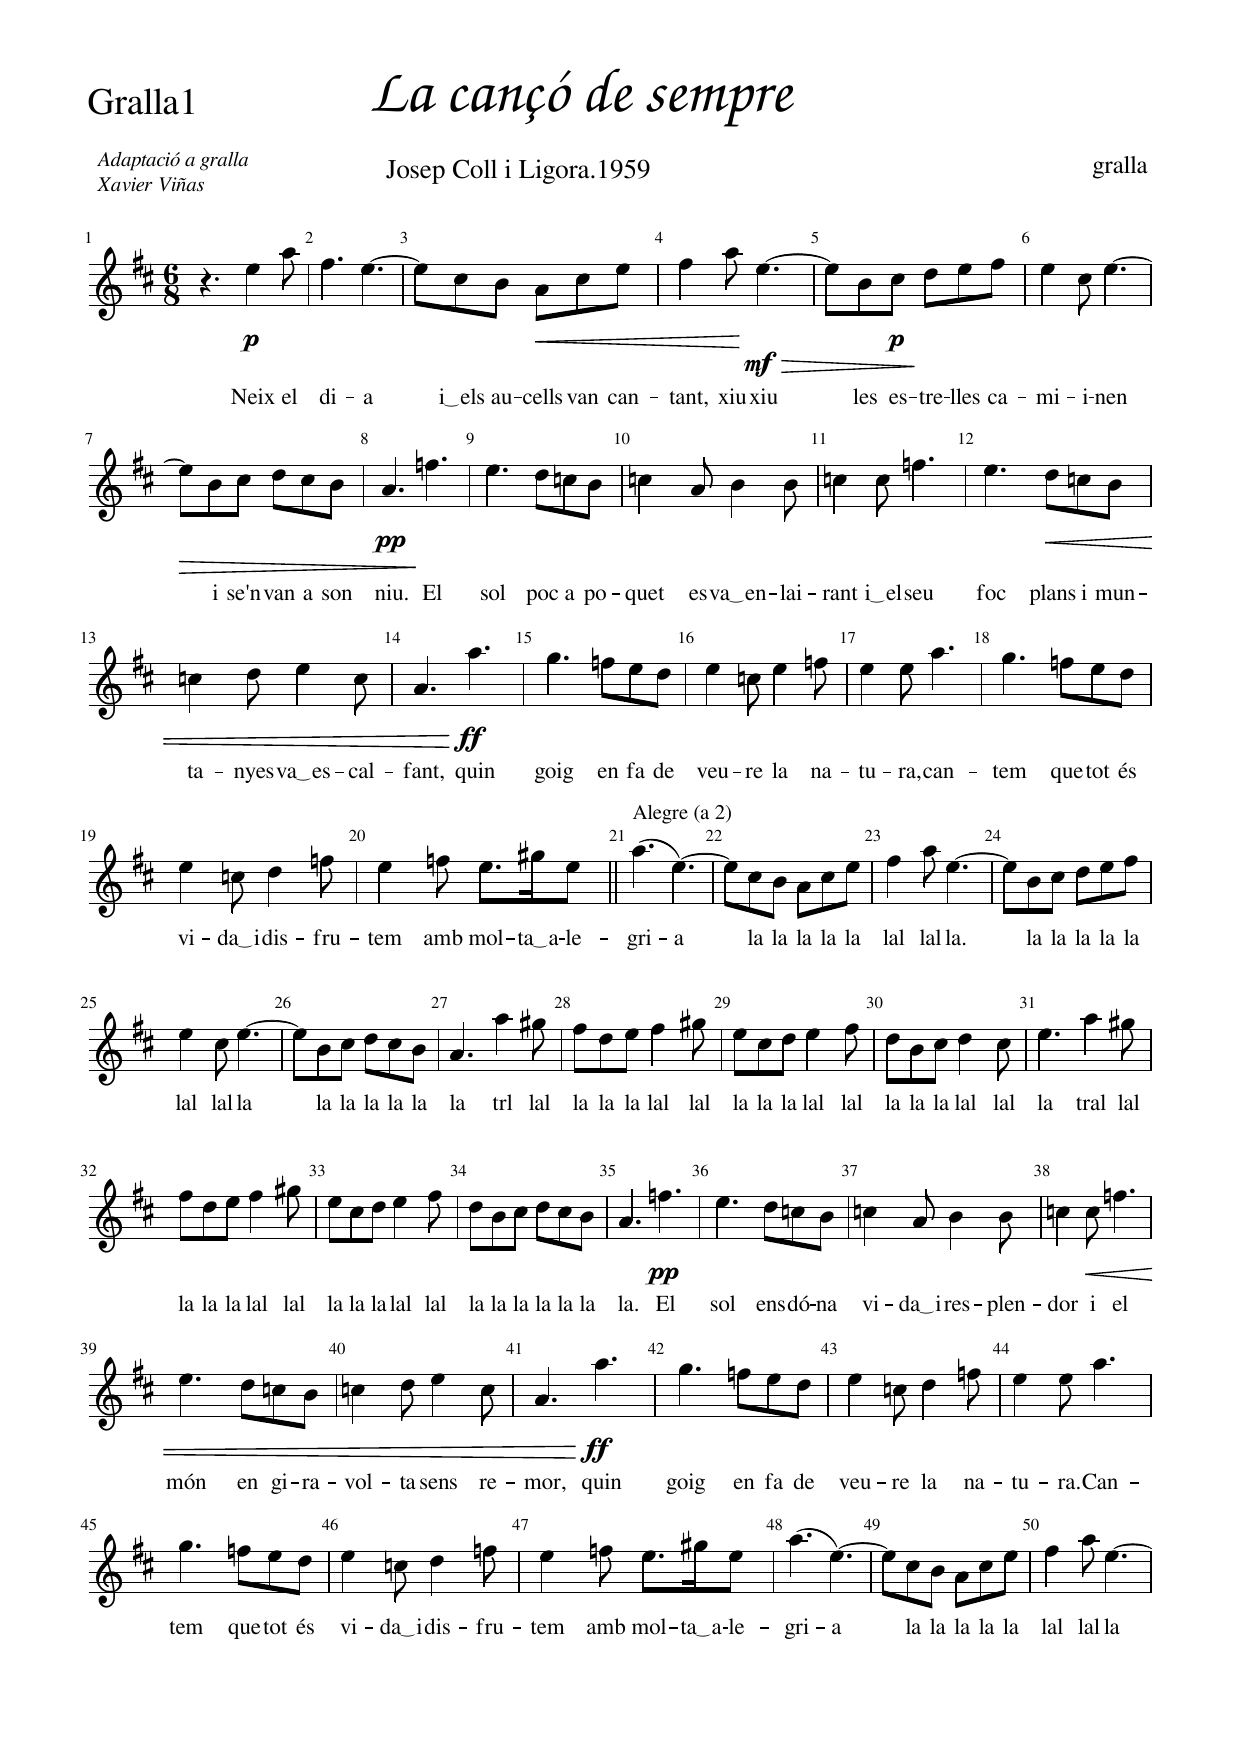 Gralla1
La cançó de sempre
Adaptació a gralla
Xavier Viñas
Josep Coll i Ligora.1959
gralla
1 2 3 4 5 6
6
8
p mf p
Neix el di - a i‿els au-cells van can - tant, xiu xiu les es-tre-lles ca - mi - i-nen
7 8 9 10 11 12
pp
i se'n van a son niu. El sol poc a po-quet es va‿en-lai - rant i‿el seu foc plans i mun-
13 14 15 16 17 18
ff
ta - nyes va‿es-cal - fant, quin goig en fa de veu-re la na - tu - ra, can - tem que tot és
Alegre (a 2)
19 20 21 22 23 24
vi - da‿i dis - fru - tem amb mol-ta‿a-le - gri - a la la la la la lal lal la. la la la la la
25 26 27 28 29 30 31
lal lal la la la la la la la trl lal la la la lal lal la la la lal lal la la la lal lal la tral lal
32 33 34 35 36 37 38
la la la lal lal la la la lal lal la la la la la la la. El sol ens dó-na vi - da‿i res-plen - dor i el
39 40 41 42 43 44
ff
pp
món en gi-ra - vol - ta sens re - mor, quin goig en fa de veu - re la na - tu - ra. Can -
45 46 47 48 49 50
tem que tot és vi - da‿i dis - fru - tem amb mol-ta‿a-le - gri - a la la la la la lal lal la